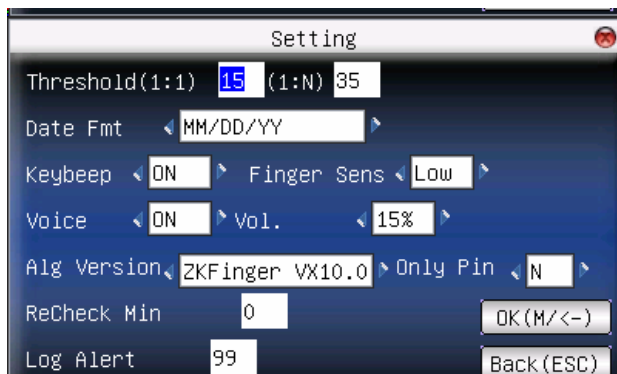 Setting
Threshold(1:1) 15 (1:N) 35
Date Fmt MM/DD/YY
Keybeep ON Finger Sens Low
Voice ON Vol. 15%
Alg Version ZKFinger VX10.0 Only Pin N
ReCheck Min 0 OK(M/<-)
Log Alert 99 Back(ESC)